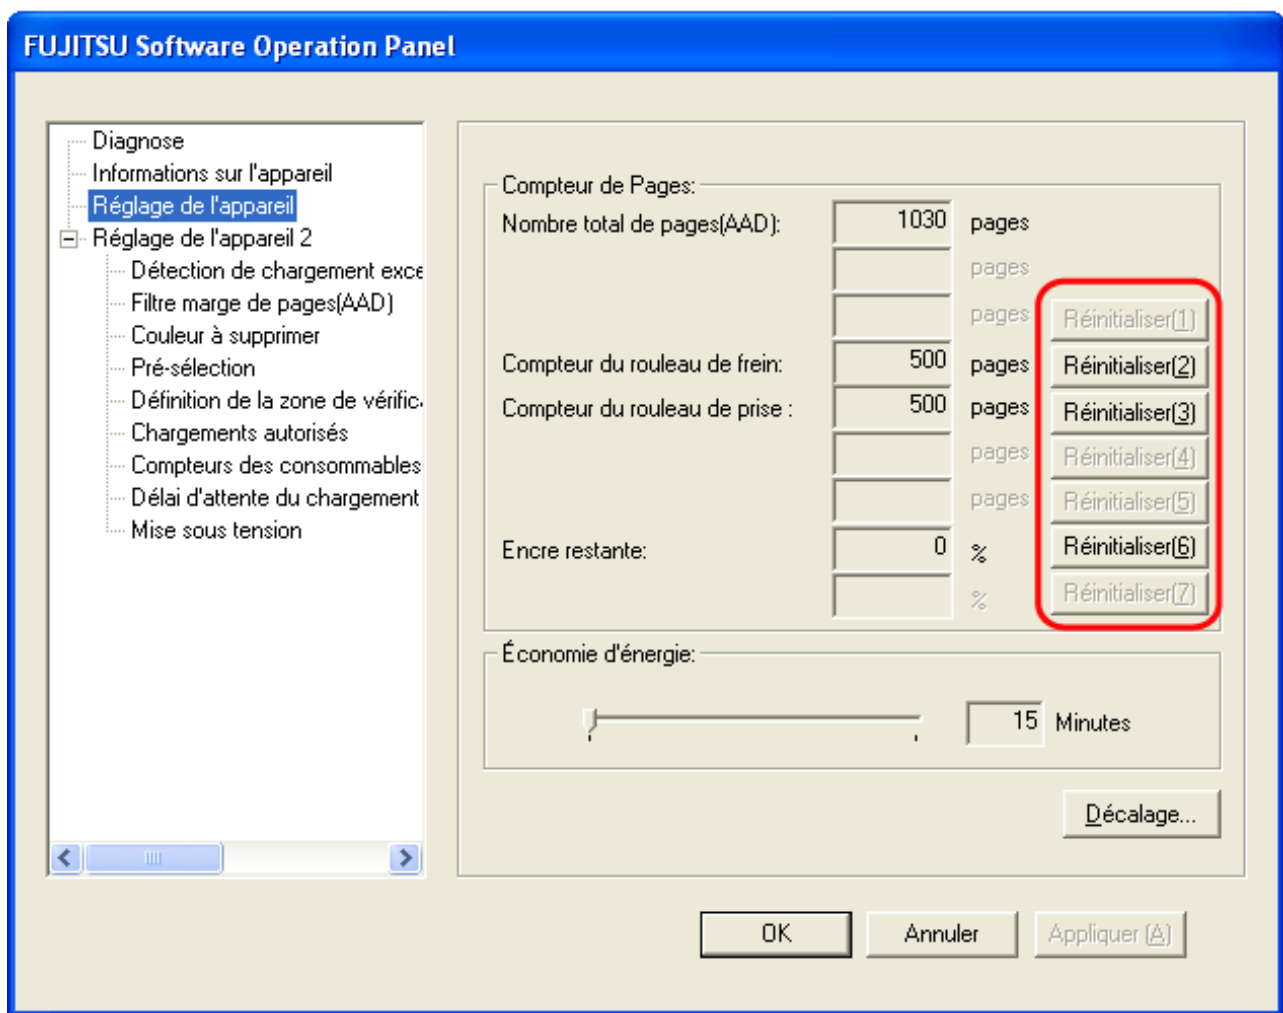 FUJITSU Software Operation Panel
Diagnose
Informations sur l'appareil
Réglage de l'appareil
Réglage de l'appareil 2
Détection de chargement exce
Filtre marge de pages(AAD)
Couleur à supprimer
Pré-sélection
Définition de la zone de vérific
Chargements autorisés
Compteurs des consommables
Délai d'attente du chargement
Mise sous tension
Compteur de Pages:
Nombre total de pages(AAD): 1030 pages
pages
pages Réinitialiser(1)
Compteur du rouleau de frein: 500 pages Réinitialiser(2)
Compteur du rouleau de prise : 500 pages Réinitialiser(3)
pages Réinitialiser(4)
pages Réinitialiser(5)
Encre restante: 0 % Réinitialiser(6)
% Réinitialiser(7)
Économie d'énergie:
15 Minutes
Décalage...
OK Annuler Appliquer (A)